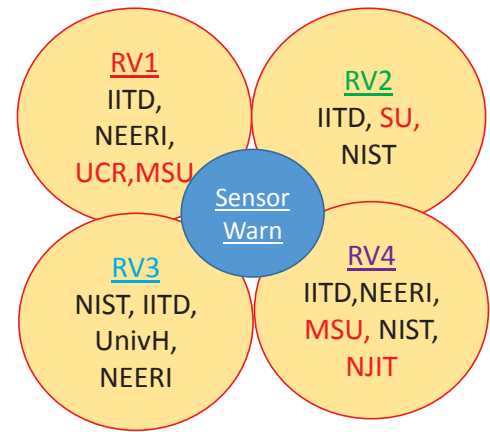 RV1
IITD,
NEERI,
UCR,MSU
RV2
IITD, SU,
NIST
Sensor
Warn
RV3
NIST, IITD,
UnivH,
NEERI
RV4
IITD,NEERI,
MSU, NIST,
NJIT